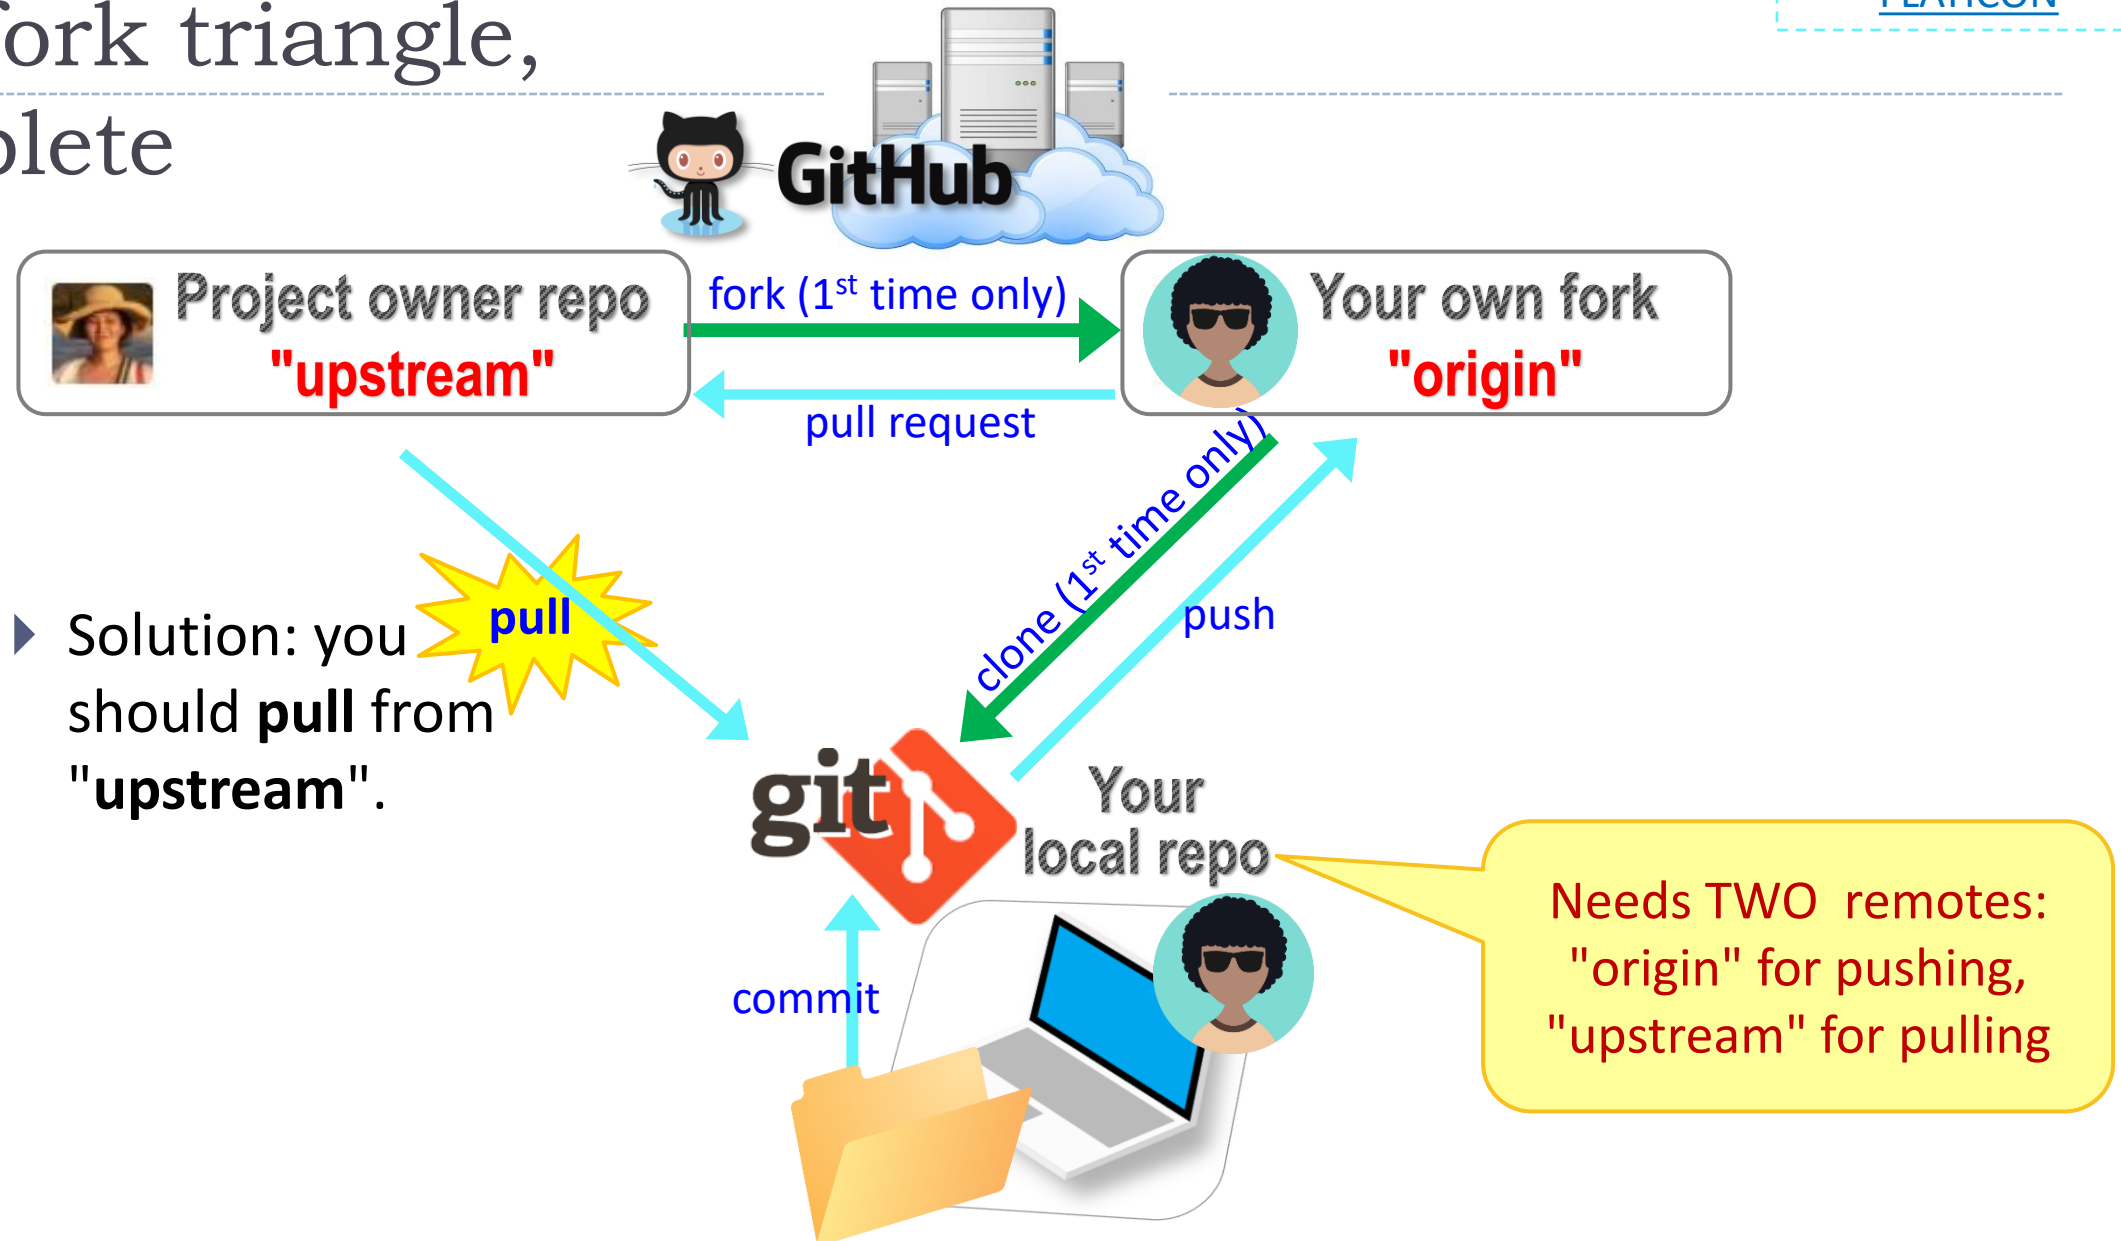 fork triangle,
plete
GitHub
Project owner repo
"upstream"
fork (1st time only)
pull request
Your own fork
"origin"
clone (1st time only)
push
pull
Solution: you
should pull from
"upstream".
git
Your
local repo
commit
Needs TWO remotes:
"origin" for pushing,
"upstream" for pulling